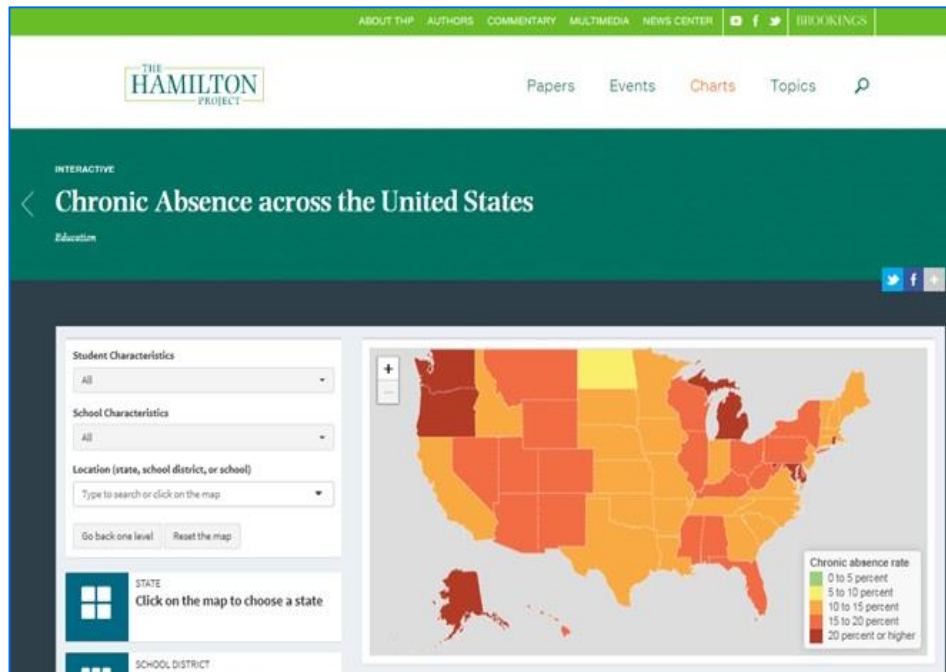 ABOUT THP AUTHORS COMMENTARY MULTIMEDIA NEWS CENTER BROOKINGS
THE
HAMILTON
PROJECT
Papers Events Charts Topics
INTERACTIVE
Chronic Absence across the United States
Education
Student Characteristics
All
School Characteristics
All
Location (state, school district, or school)
Type to search or click on the map
Go back one level Reset the map
STATE
Click on the map to choose a state
SCHOOL DISTRICT
+
−
Chronic absence rate
0 to 5 percent
5 to 10 percent
10 to 15 percent
15 to 20 percent
20 percent or higher